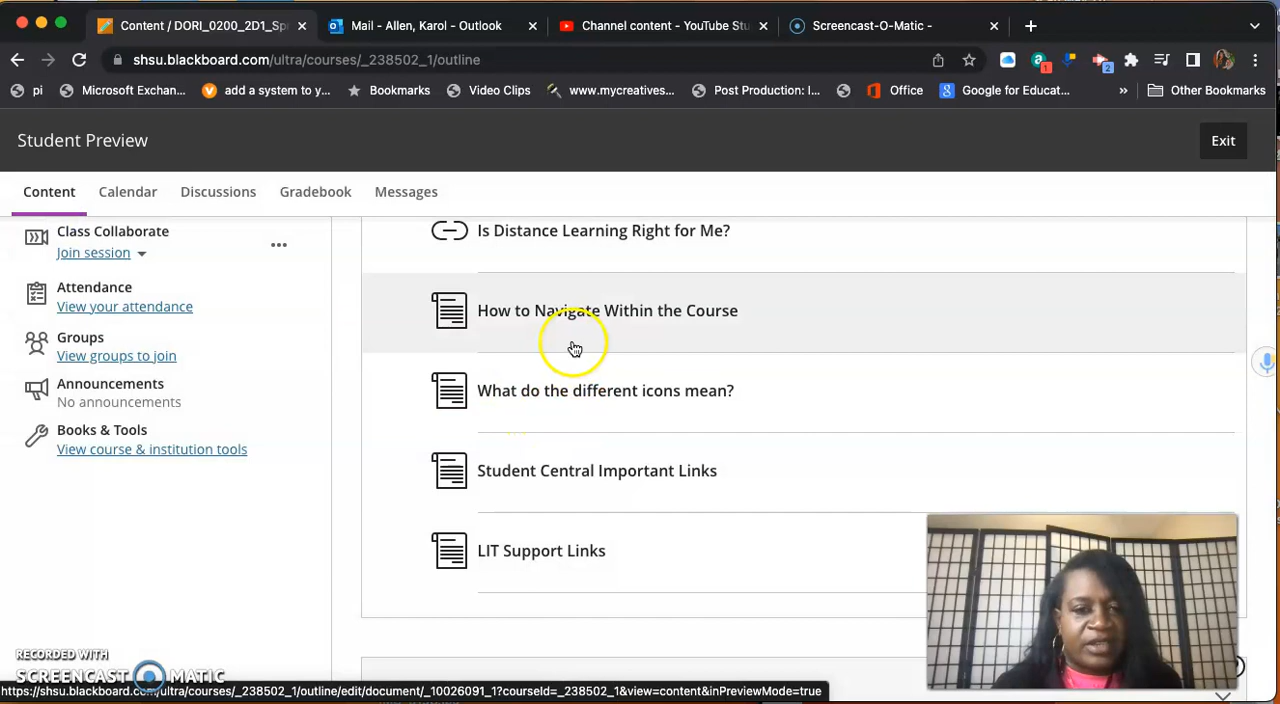 Content / DORI_0200_2D1_Spr
Mail - Allen, Karol - Outlook
Channel content - YouTube Stu
Screencast-O-Matic -
shsu.blackboard.com/ultra/courses/_238502_1/outline
1
2
pi
Microsoft Exchan...
add a system to y...
Bookmarks
Video Clips
www.mycreatives...
Post Production: I...
Office
Google for Educat...
Other Bookmarks
Student Preview
Exit
Content
Calendar
Discussions
Gradebook
Messages
Class Collaborate
Join session
Attendance
View your attendance
Groups
View groups to join
Announcements
No announcements
Books & Tools
View course & institution tools
Is Distance Learning Right for Me?
How to Navigate Within the Course
What do the different icons mean?
Student Central Important Links
LIT Support Links
RECORDED WITH
SCREENCAST MATIC
https://shsu.blackboard.com/ultra/courses/_238502_1/outline/edit/document/_10026091_1?courseId=_238502_1&view=content&inPreviewMode=true